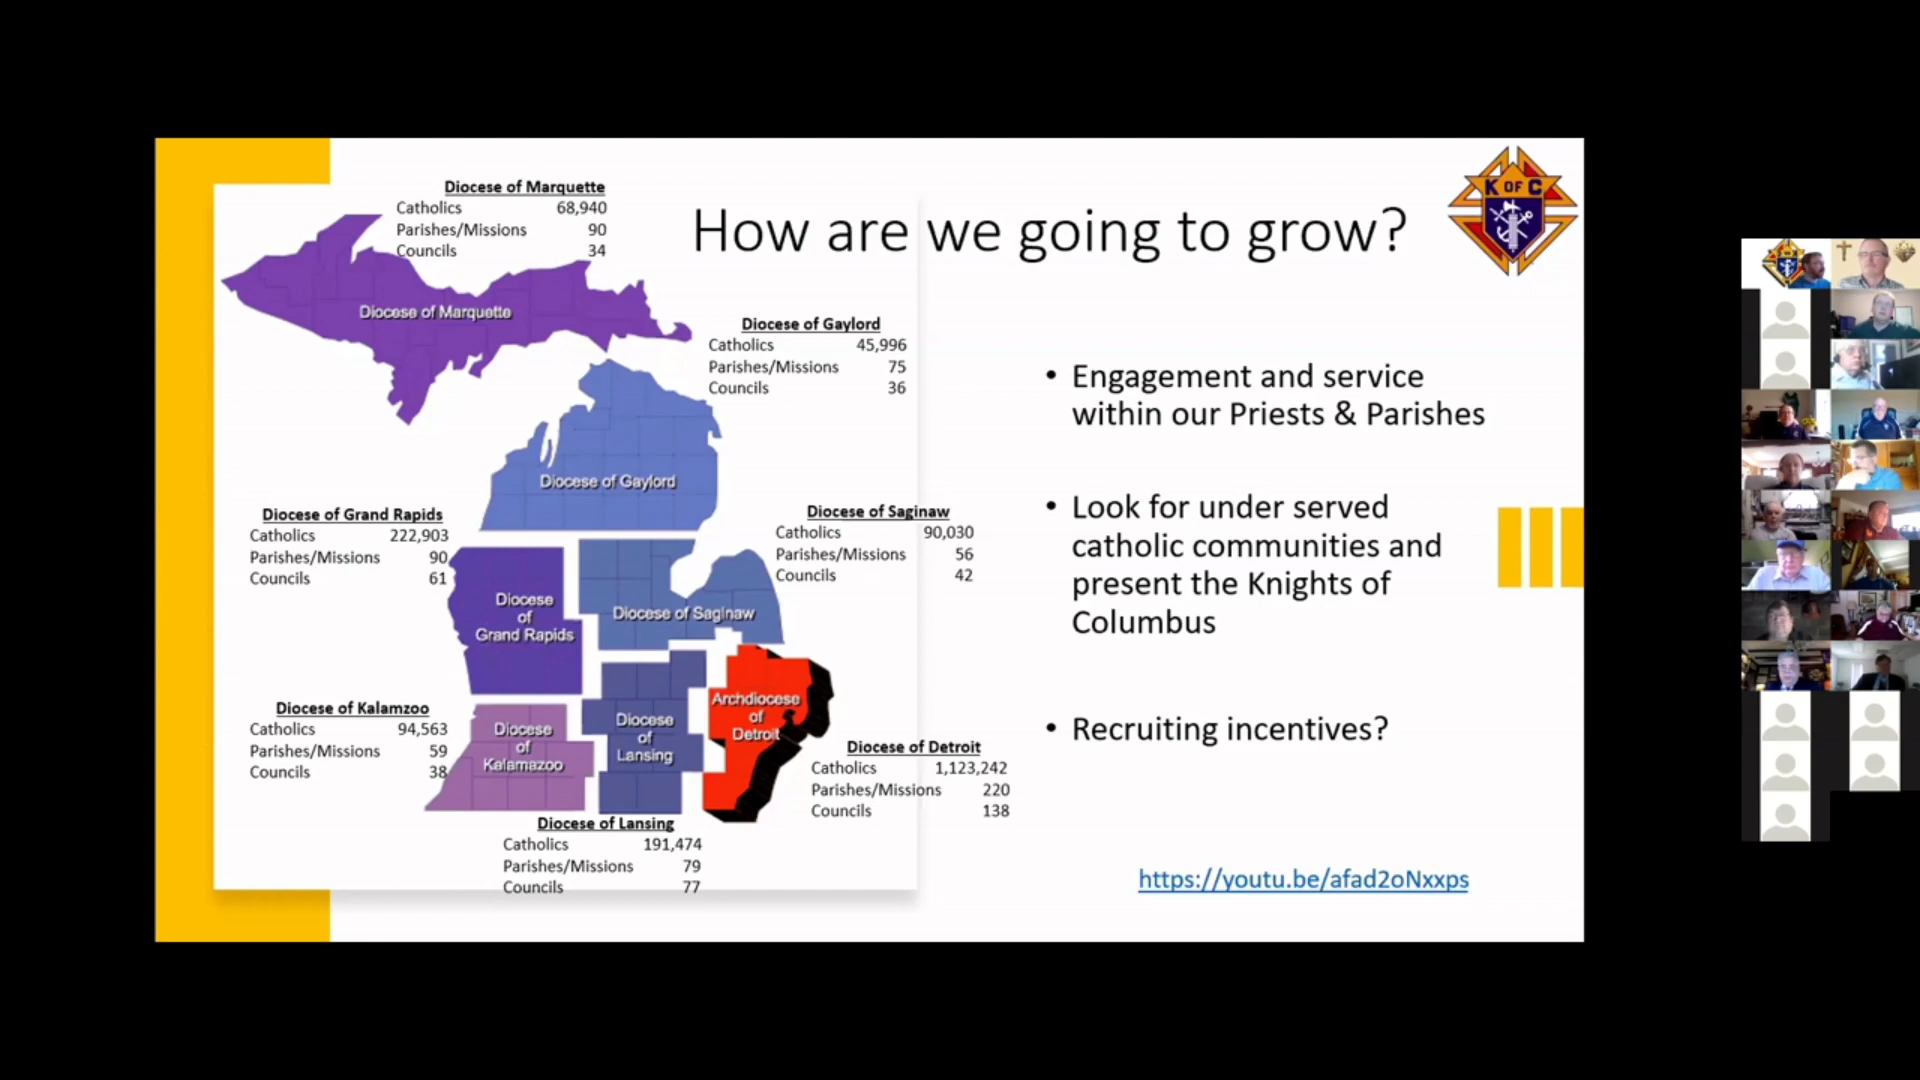 Diocese of Marquette
Catholics 68,940
Parishes/Missions 90
Councils 34
How are we going to grow?
K OF C
Diocese of Marquette
Diocese of Gaylord
Catholics 45,996
Parishes/Missions 75
Councils 36
Diocese of Gaylord
Diocese of Grand Rapids
Catholics 222,903
Parishes/Missions 90
Councils 61
Diocese of Saginaw
Catholics 90,030
Parishes/Missions 56
Councils 42
Diocese
of
Grand Rapids
Diocese of Saginaw
Diocese of Kalamzoo
Catholics 94,563
Parishes/Missions 59
Councils 38
Diocese
of
Kalamazoo
Diocese
of
Lansing
Archdiocese
of
Detroit
Diocese of Detroit
Catholics 1,123,242
Parishes/Missions 220
Councils 138
Diocese of Lansing
Catholics 191,474
Parishes/Missions 79
Councils 77
• Engagement and service
within our Priests & Parishes
• Look for under served
catholic communities and
present the Knights of
Columbus
• Recruiting incentives?
https://youtu.be/afad2oNxxps